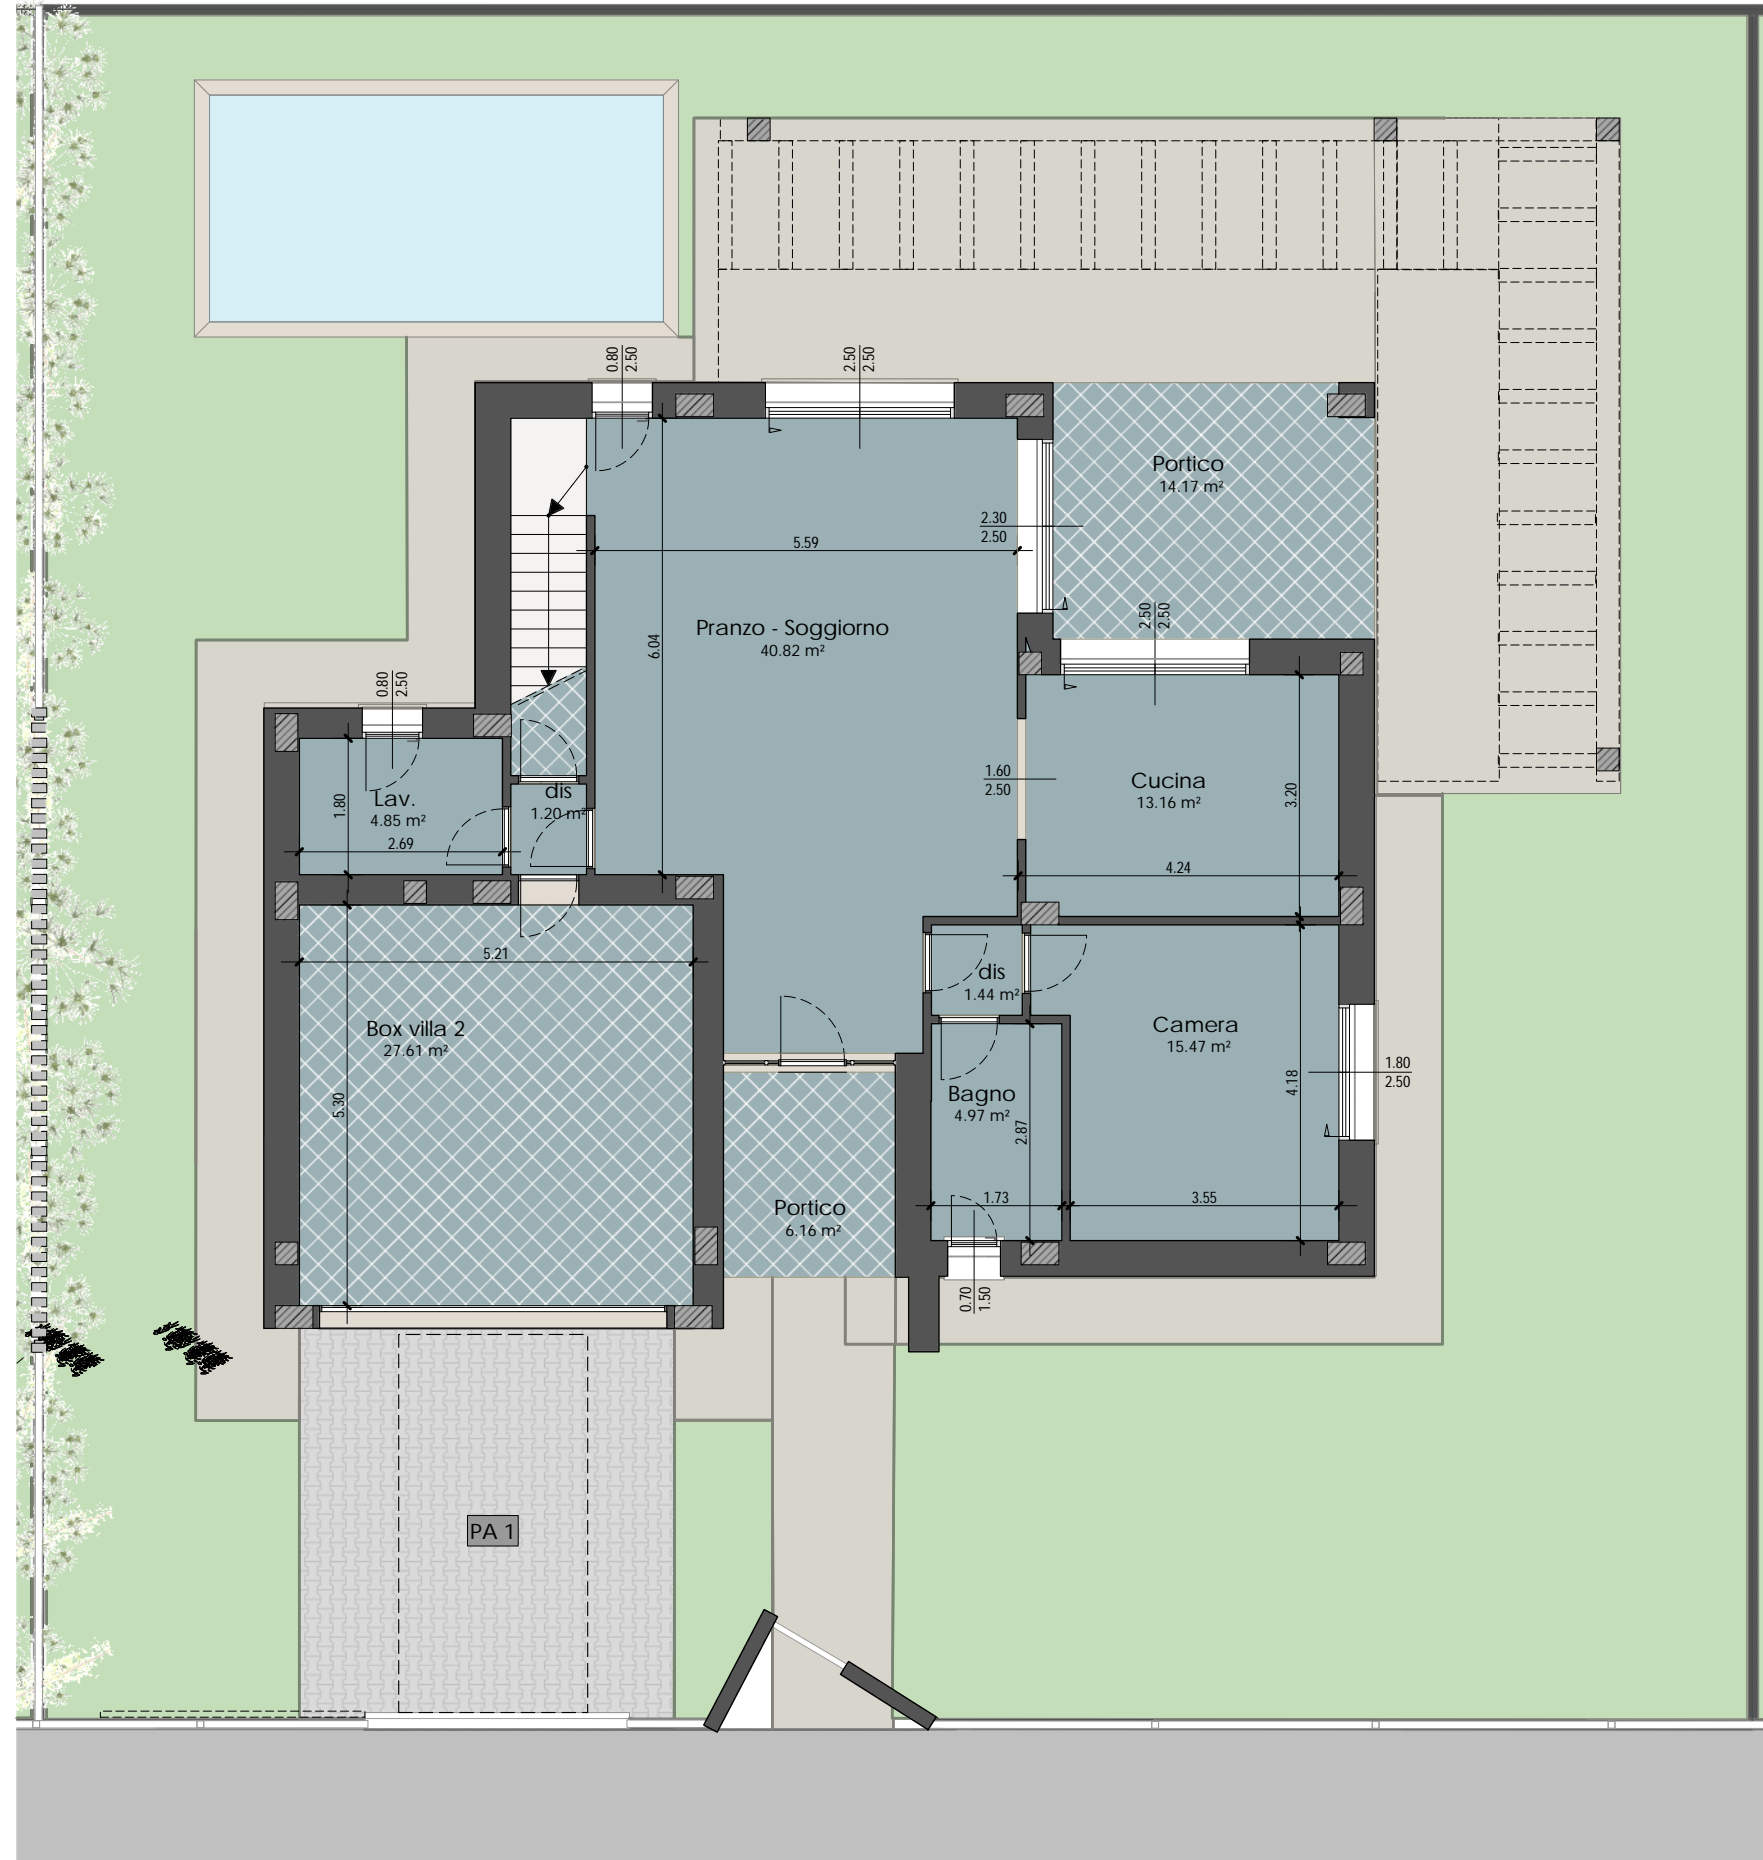 0.80
2.50
2.50
2.50
Portico
14.17 m²
2.30
2.50
5.59
2.50
2.50
Pranzo - Soggiorno
40.82 m²
6.04
0.80
2.50
1.60
2.50
Cucina
13.16 m²
3.20
dis
1.20 m²
Lav.
4.85 m²
1.80
2.69
4.24
5.21
dis
1.44 m²
Box villa 2
27.61 m²
Camera
15.47 m²
1.80
2.50
4.18
5.30
Bagno
4.97 m²
2.87
1.73
3.55
Portico
6.16 m²
0.70
1.50
PA 1